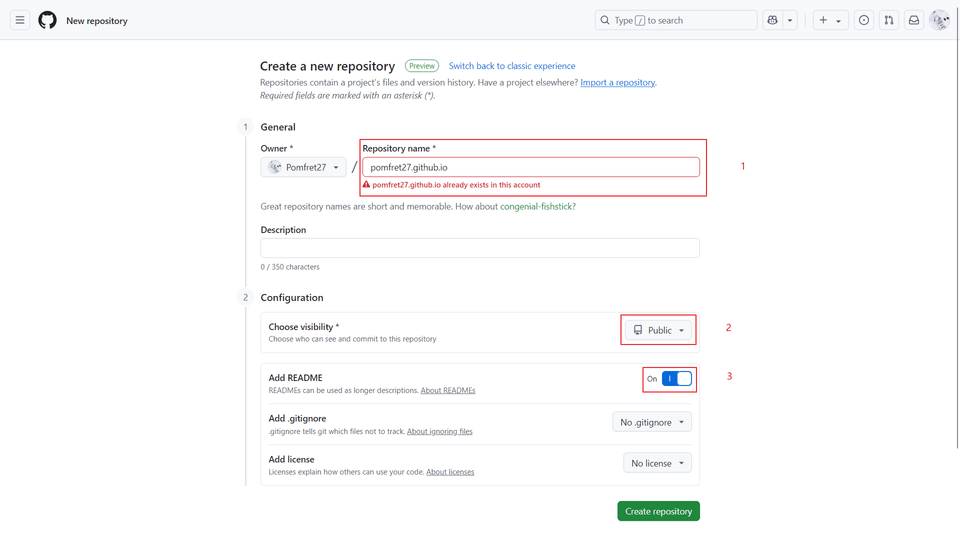 New repository
Type / to search
Create a new repository Preview Switch back to classic experience
Repositories contain a project's files and version history. Have a project elsewhere? Import a repository.
Required fields are marked with an asterisk (*).
1 General
Owner * Repository name *
Pomfret27 / pomfret27.github.io 1
pomfret27.github.io already exists in this account
Great repository names are short and memorable. How about congenial-fishstick?
Description
0 / 350 characters
2 Configuration
Choose visibility * Public 2
Choose who can see and commit to this repository
Add README On 3
READMEs can be used as longer descriptions. About READMEs
Add .gitignore No .gitignore
.gitignore tells git which files not to track. About ignoring files
Add license No license
Licenses explain how others can use your code. About licenses
Create repository